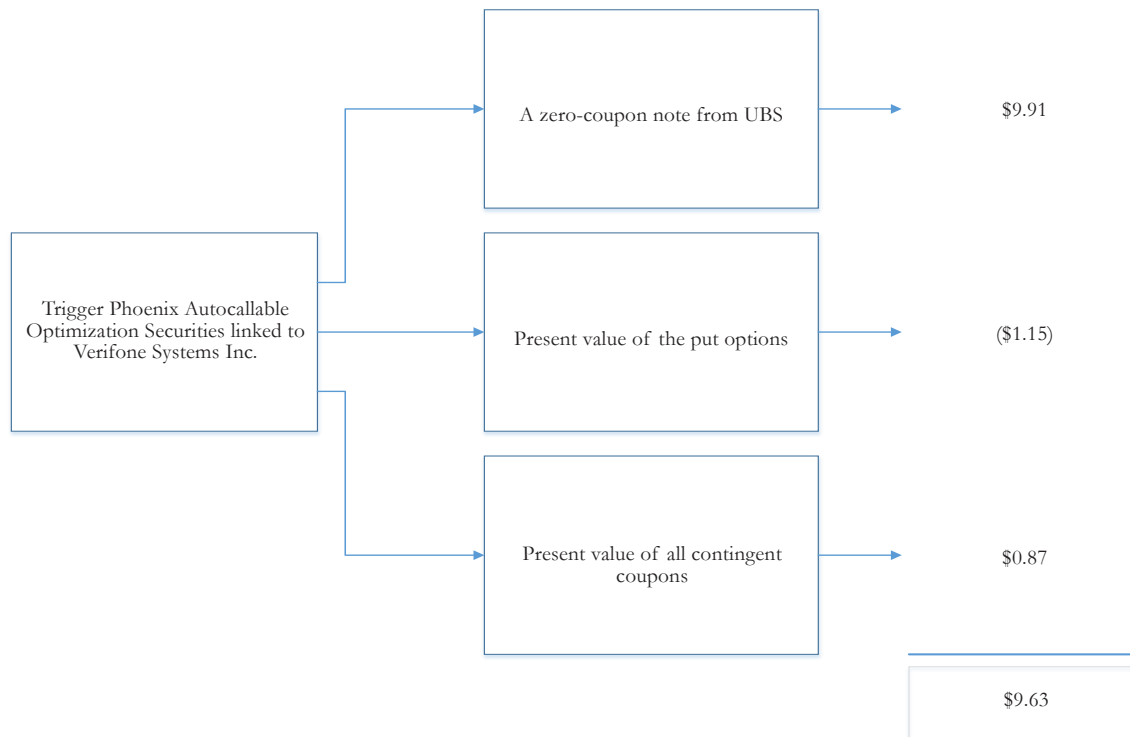 A zero-coupon note from UBS
$9.91
Trigger Phoenix Autocallable
Optimization Securities linked to
Verifone Systems Inc.
Present value of the put options
($1.15)
Present value of all contingent
coupons
$0.87
$9.63